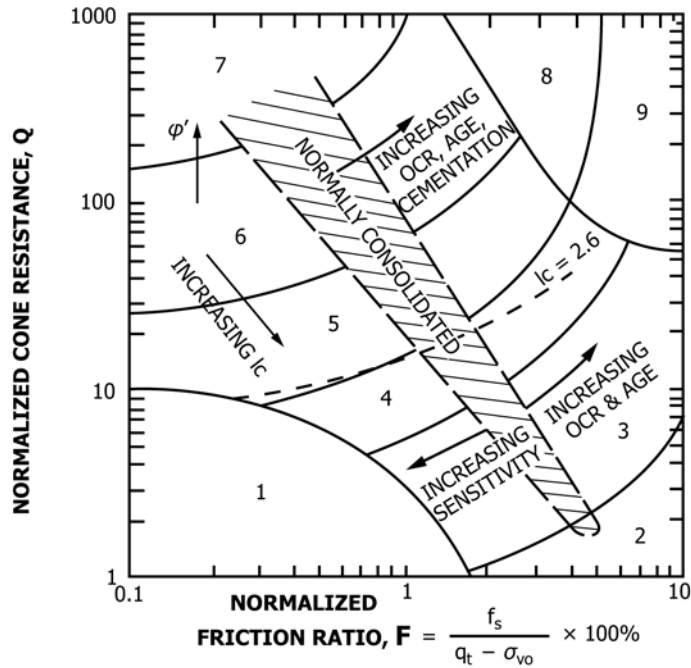 NORMALIZED CONE RESISTANCE, Q
1000
100
10
1
7
8
9
φ′
INCREASING
OCR, AGE,
CEMENTATION
NORMALLY CONSOLIDATED
6
INCREASING Ic
5
Ic = 2.6
4
INCREASING
OCR & AGE
3
INCREASING
SENSITIVITY
1
2
0.1
1
10
NORMALIZED
FRICTION RATIO, F = fs / (qt − σvo) × 100%